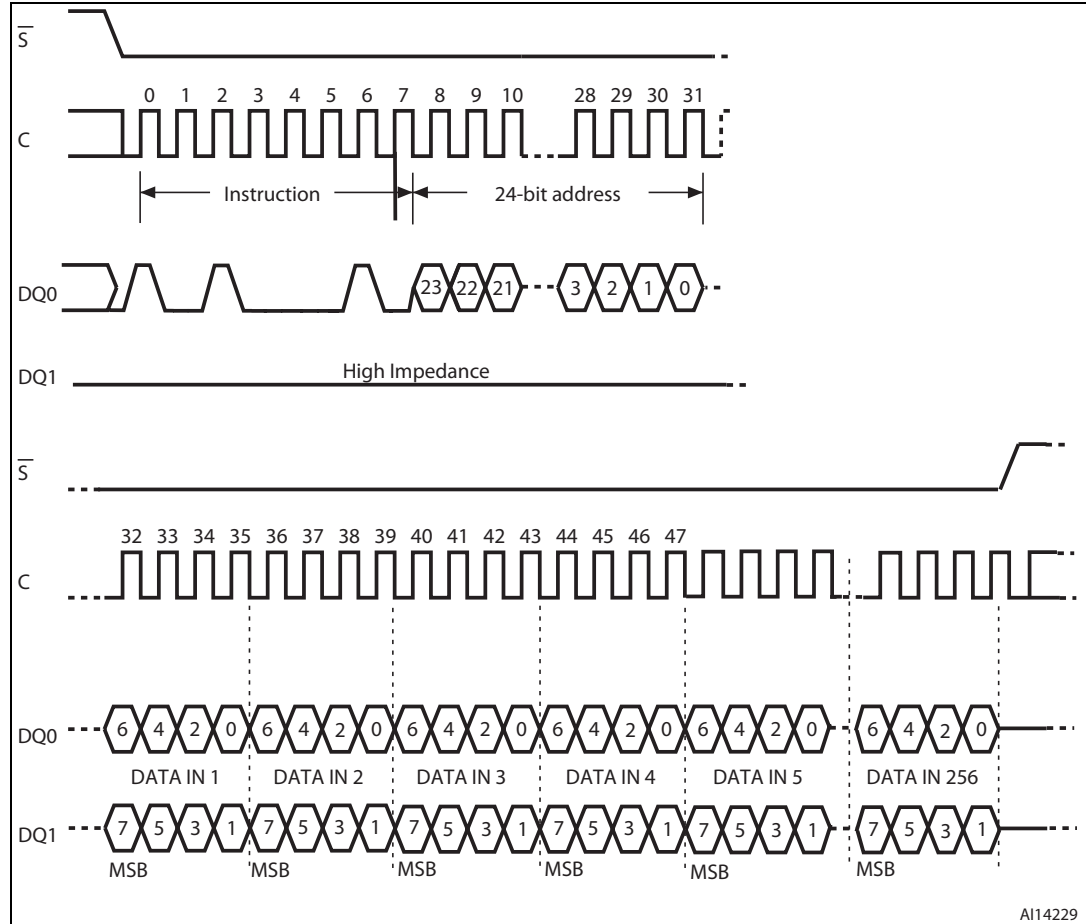 S
0 1 2 3 4 5 6 7 8 9 10 28 29 30 31
C
Instruction 24-bit address
DQ0 23 22 21 3 2 1 0
DQ1 High Impedance
S
32 33 34 35 36 37 38 39 40 41 42 43 44 45 46 47
C
DQ0 6 4 2 0 6 4 2 0 6 4 2 0 6 4 2 0 6 4 2 0 6 4 2 0
DATA IN 1 DATA IN 2 DATA IN 3 DATA IN 4 DATA IN 5 DATA IN 256
DQ1 7 5 3 1 7 5 3 1 7 5 3 1 7 5 3 1 7 5 3 1 7 5 3 1
MSB MSB MSB MSB MSB MSB
AI14229